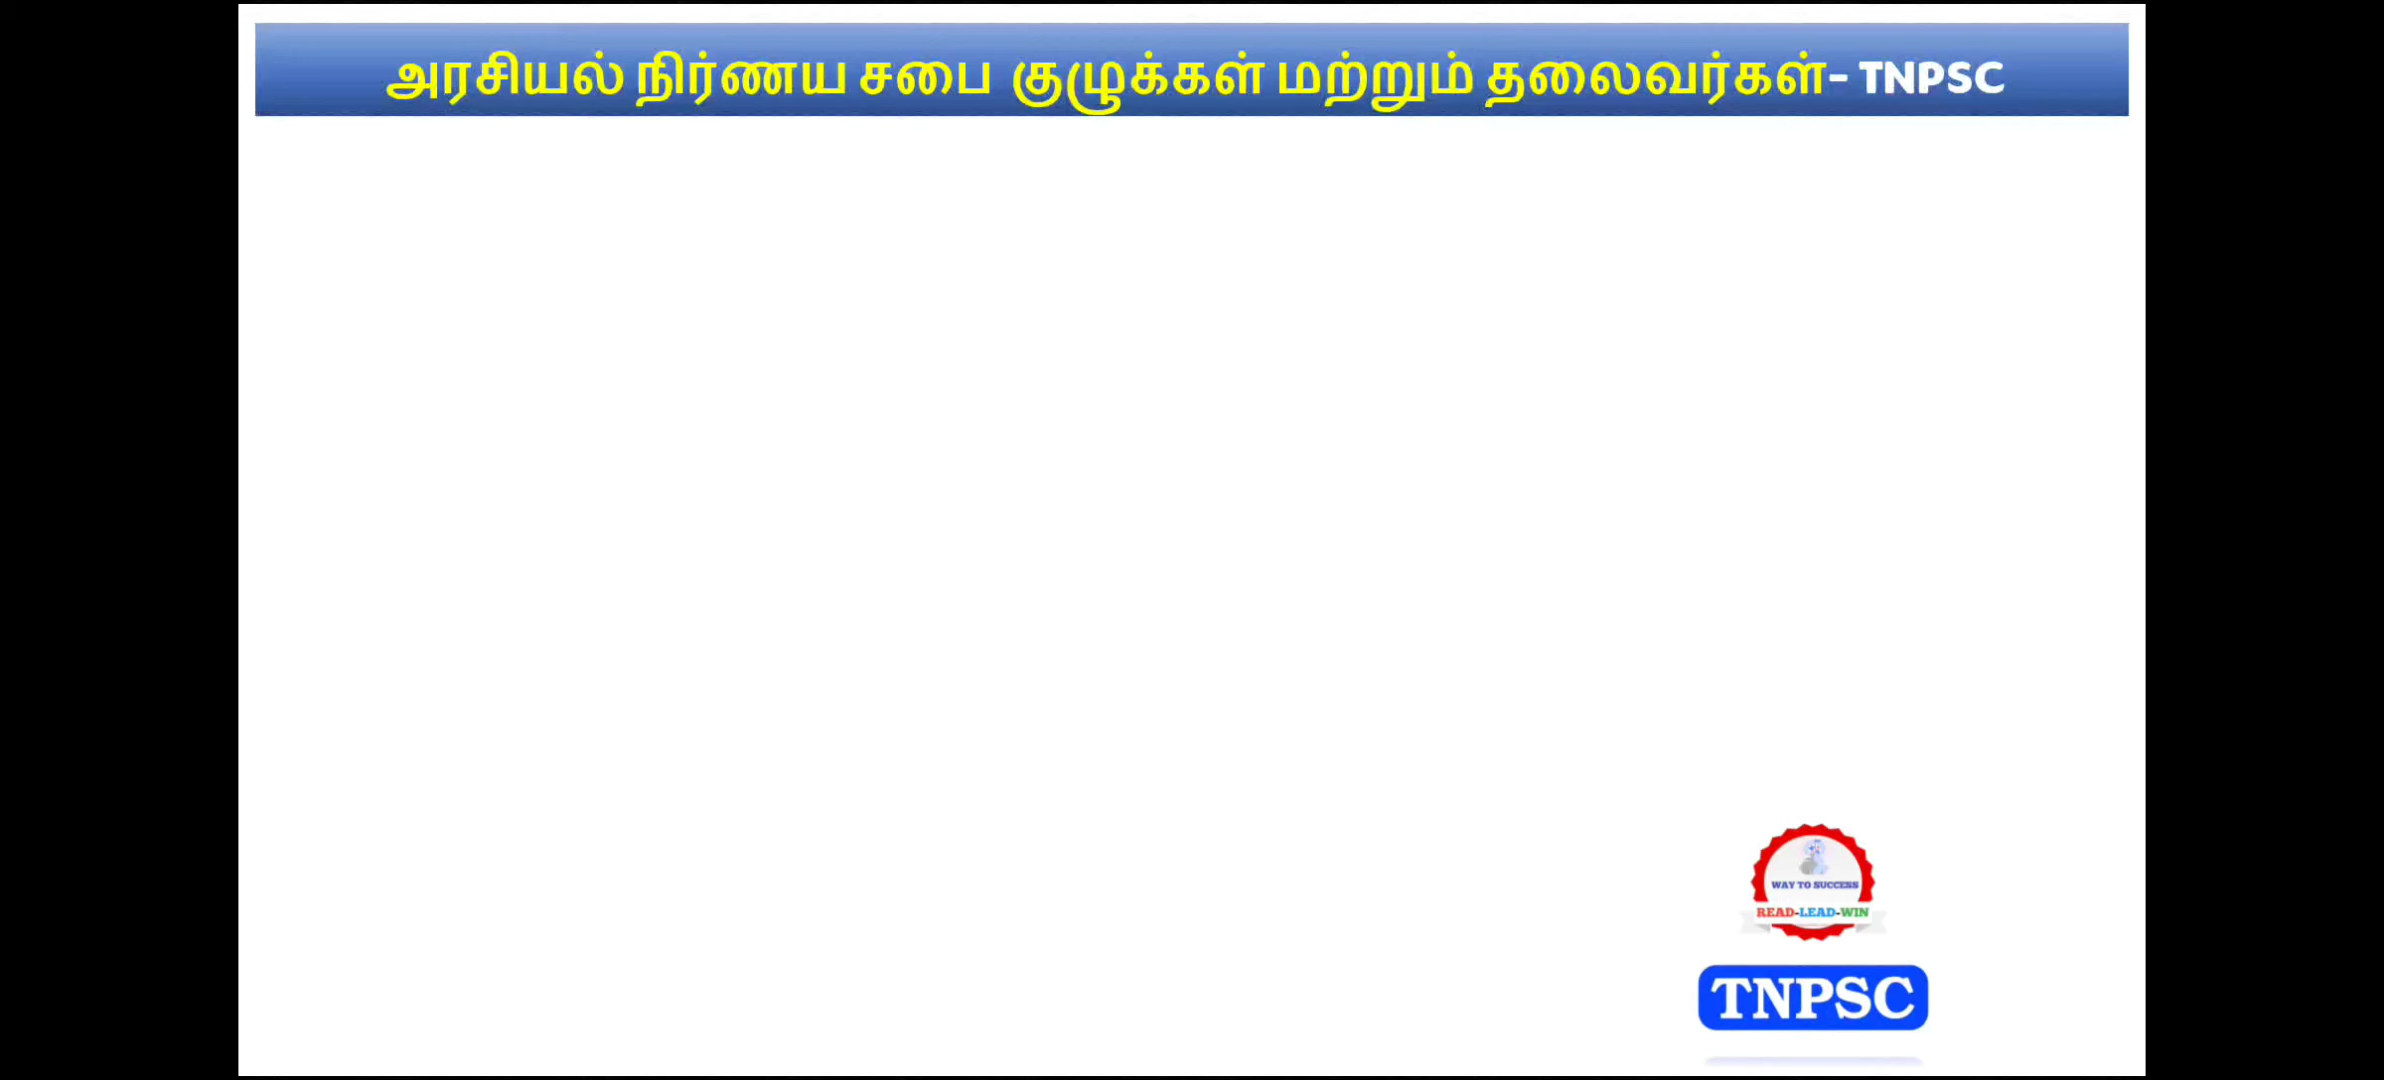 அரசியல் நிர்ணய சபை குழுக்கள் மற்றும் தலைவர்கள்- TNPSC
WAY TO SUCCESS
READ-LEAD-WIN
TNPSC